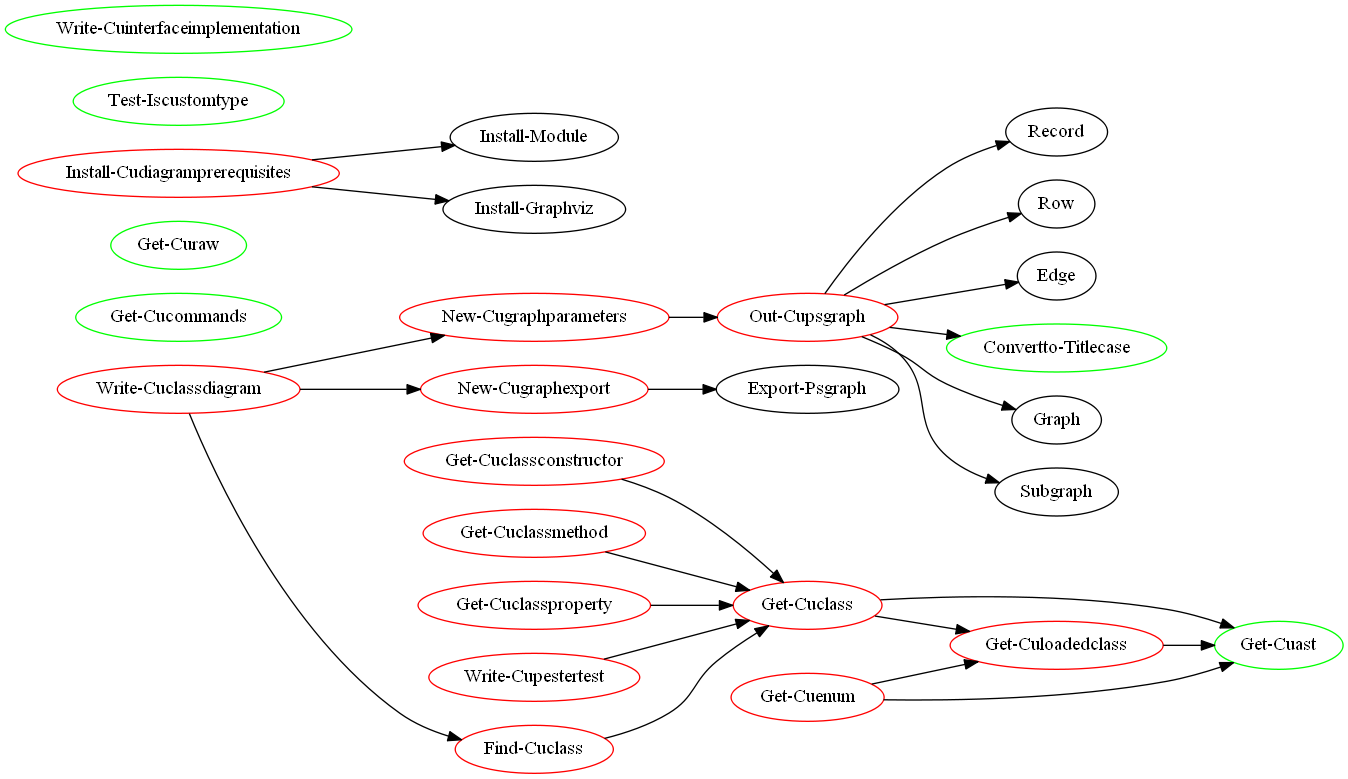 Write-Cuinterfaceimplementation
Test-Iscustomtype
Install-Cudiagramprerequisites
Install-Module
Install-Graphviz
Get-Curaw
Get-Cucommands
Write-Cuclassdiagram
New-Cugraphparameters
New-Cugraphexport
Out-Cupsgraph
Export-Psgraph
Record
Row
Edge
Convertto-Titlecase
Graph
Subgraph
Get-Cuclassconstructor
Get-Cuclassmethod
Get-Cuclassproperty
Write-Cupestertest
Find-Cuclass
Get-Cuclass
Get-Cuenum
Get-Culoadedclass
Get-Cuast